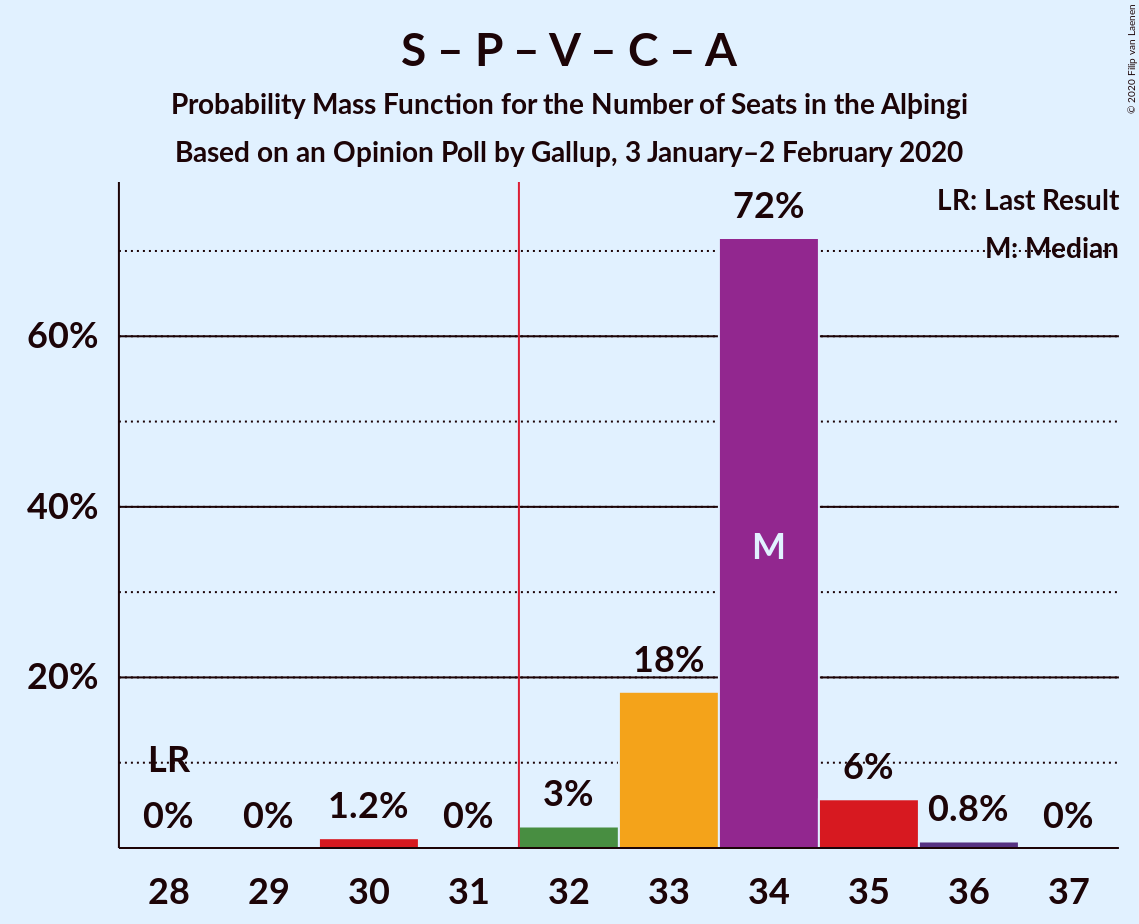 S – P – V – C – A
Probability Mass Function for the Number of Seats in the Alþingi
Based on an Opinion Poll by Gallup, 3 January–2 February 2020
© 2020 Filip van Laenen
LR: Last Result
M: Median
72%
60%
40%
M
18%
20%
LR
6%
0% 0% 1.2% 0% 3% 0.8% 0%
28 29 30 31 32 33 34 35 36 37